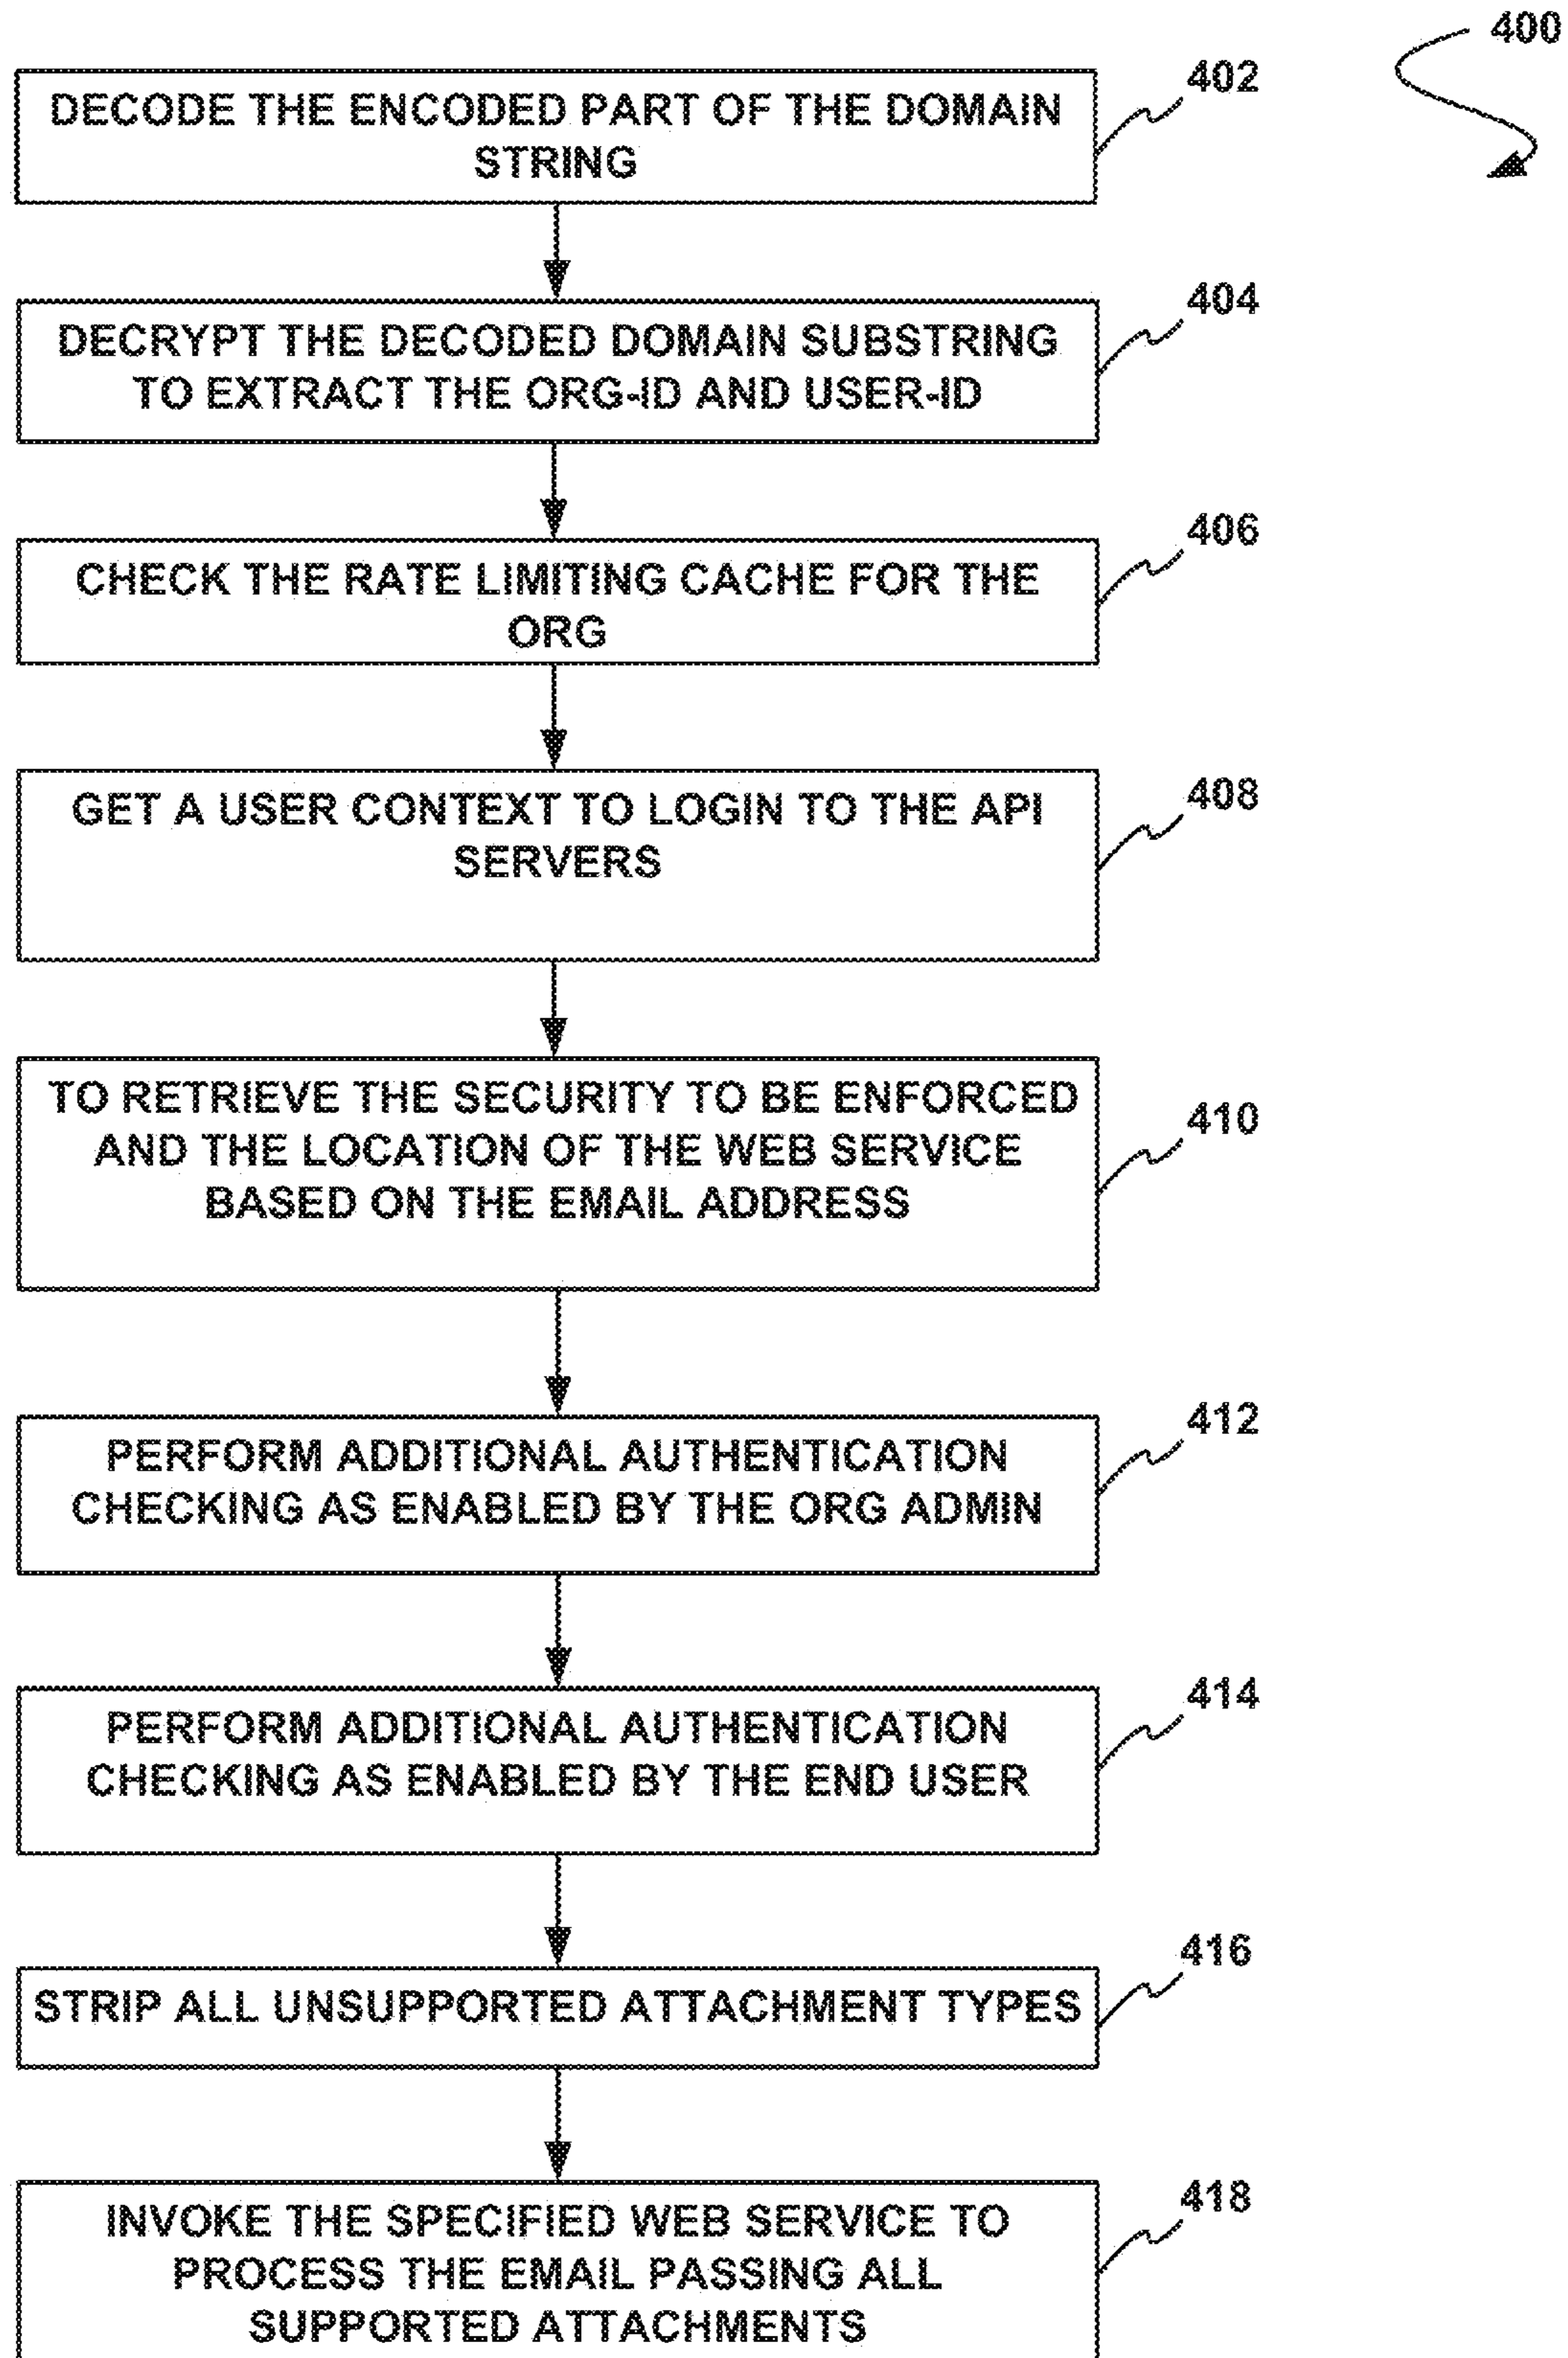 400
402
DECODE THE ENCODED PART OF THE DOMAIN
STRING
404
DECRYPT THE DECODED DOMAIN SUBSTRING
TO EXTRACT THE ORG-ID AND USER-ID
406
CHECK THE RATE LIMITING CACHE FOR THE
ORG
408
GET A USER CONTEXT TO LOGIN TO THE API
SERVERS
410
TO RETRIEVE THE SECURITY TO BE ENFORCED
AND THE LOCATION OF THE WEB SERVICE
BASED ON THE EMAIL ADDRESS
412
PERFORM ADDITIONAL AUTHENTICATION
CHECKING AS ENABLED BY THE ORG ADMIN
414
PERFORM ADDITIONAL AUTHENTICATION
CHECKING AS ENABLED BY THE END USER
416
STRIP ALL UNSUPPORTED ATTACHMENT TYPES
418
INVOKE THE SPECIFIED WEB SERVICE TO
PROCESS THE EMAIL PASSING ALL
SUPPORTED ATTACHMENTS